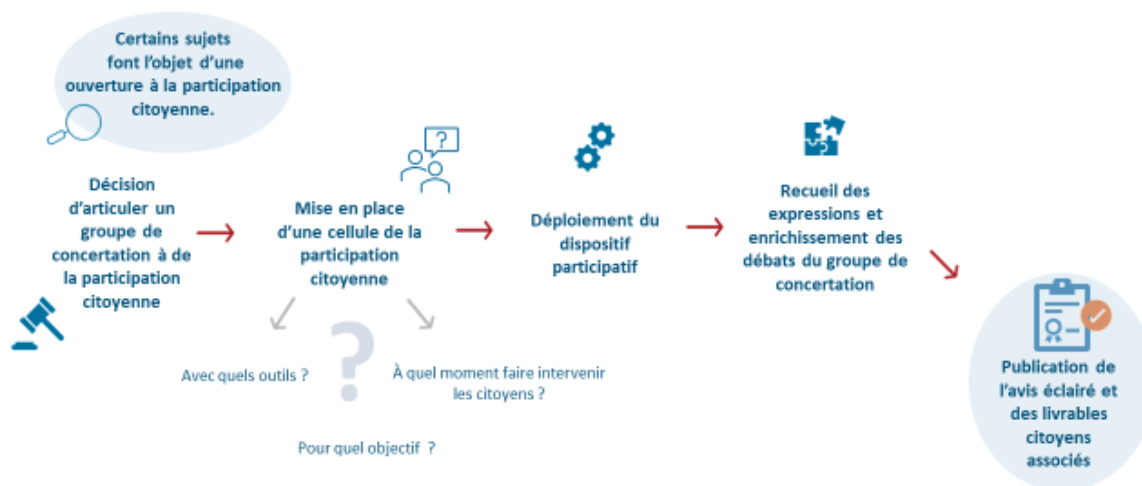 Certains sujets
font l'objet d'une
ouverture à la participation
citoyenne.
Décision
d'articuler un
groupe de
concertation à de
la participation
citoyenne
?
Mise en place
d'une cellule de la
participation
citoyenne
?
Avec quels outils ?
À quel moment faire intervenir
les citoyens ?
Pour quel objectif ?
Déploiement du
dispositif
participatif
Recueil des
expressions et
enrichissement des
débats du groupe de
concertation
Publication de
l'avis éclairé et
des livrables
citoyens
associés